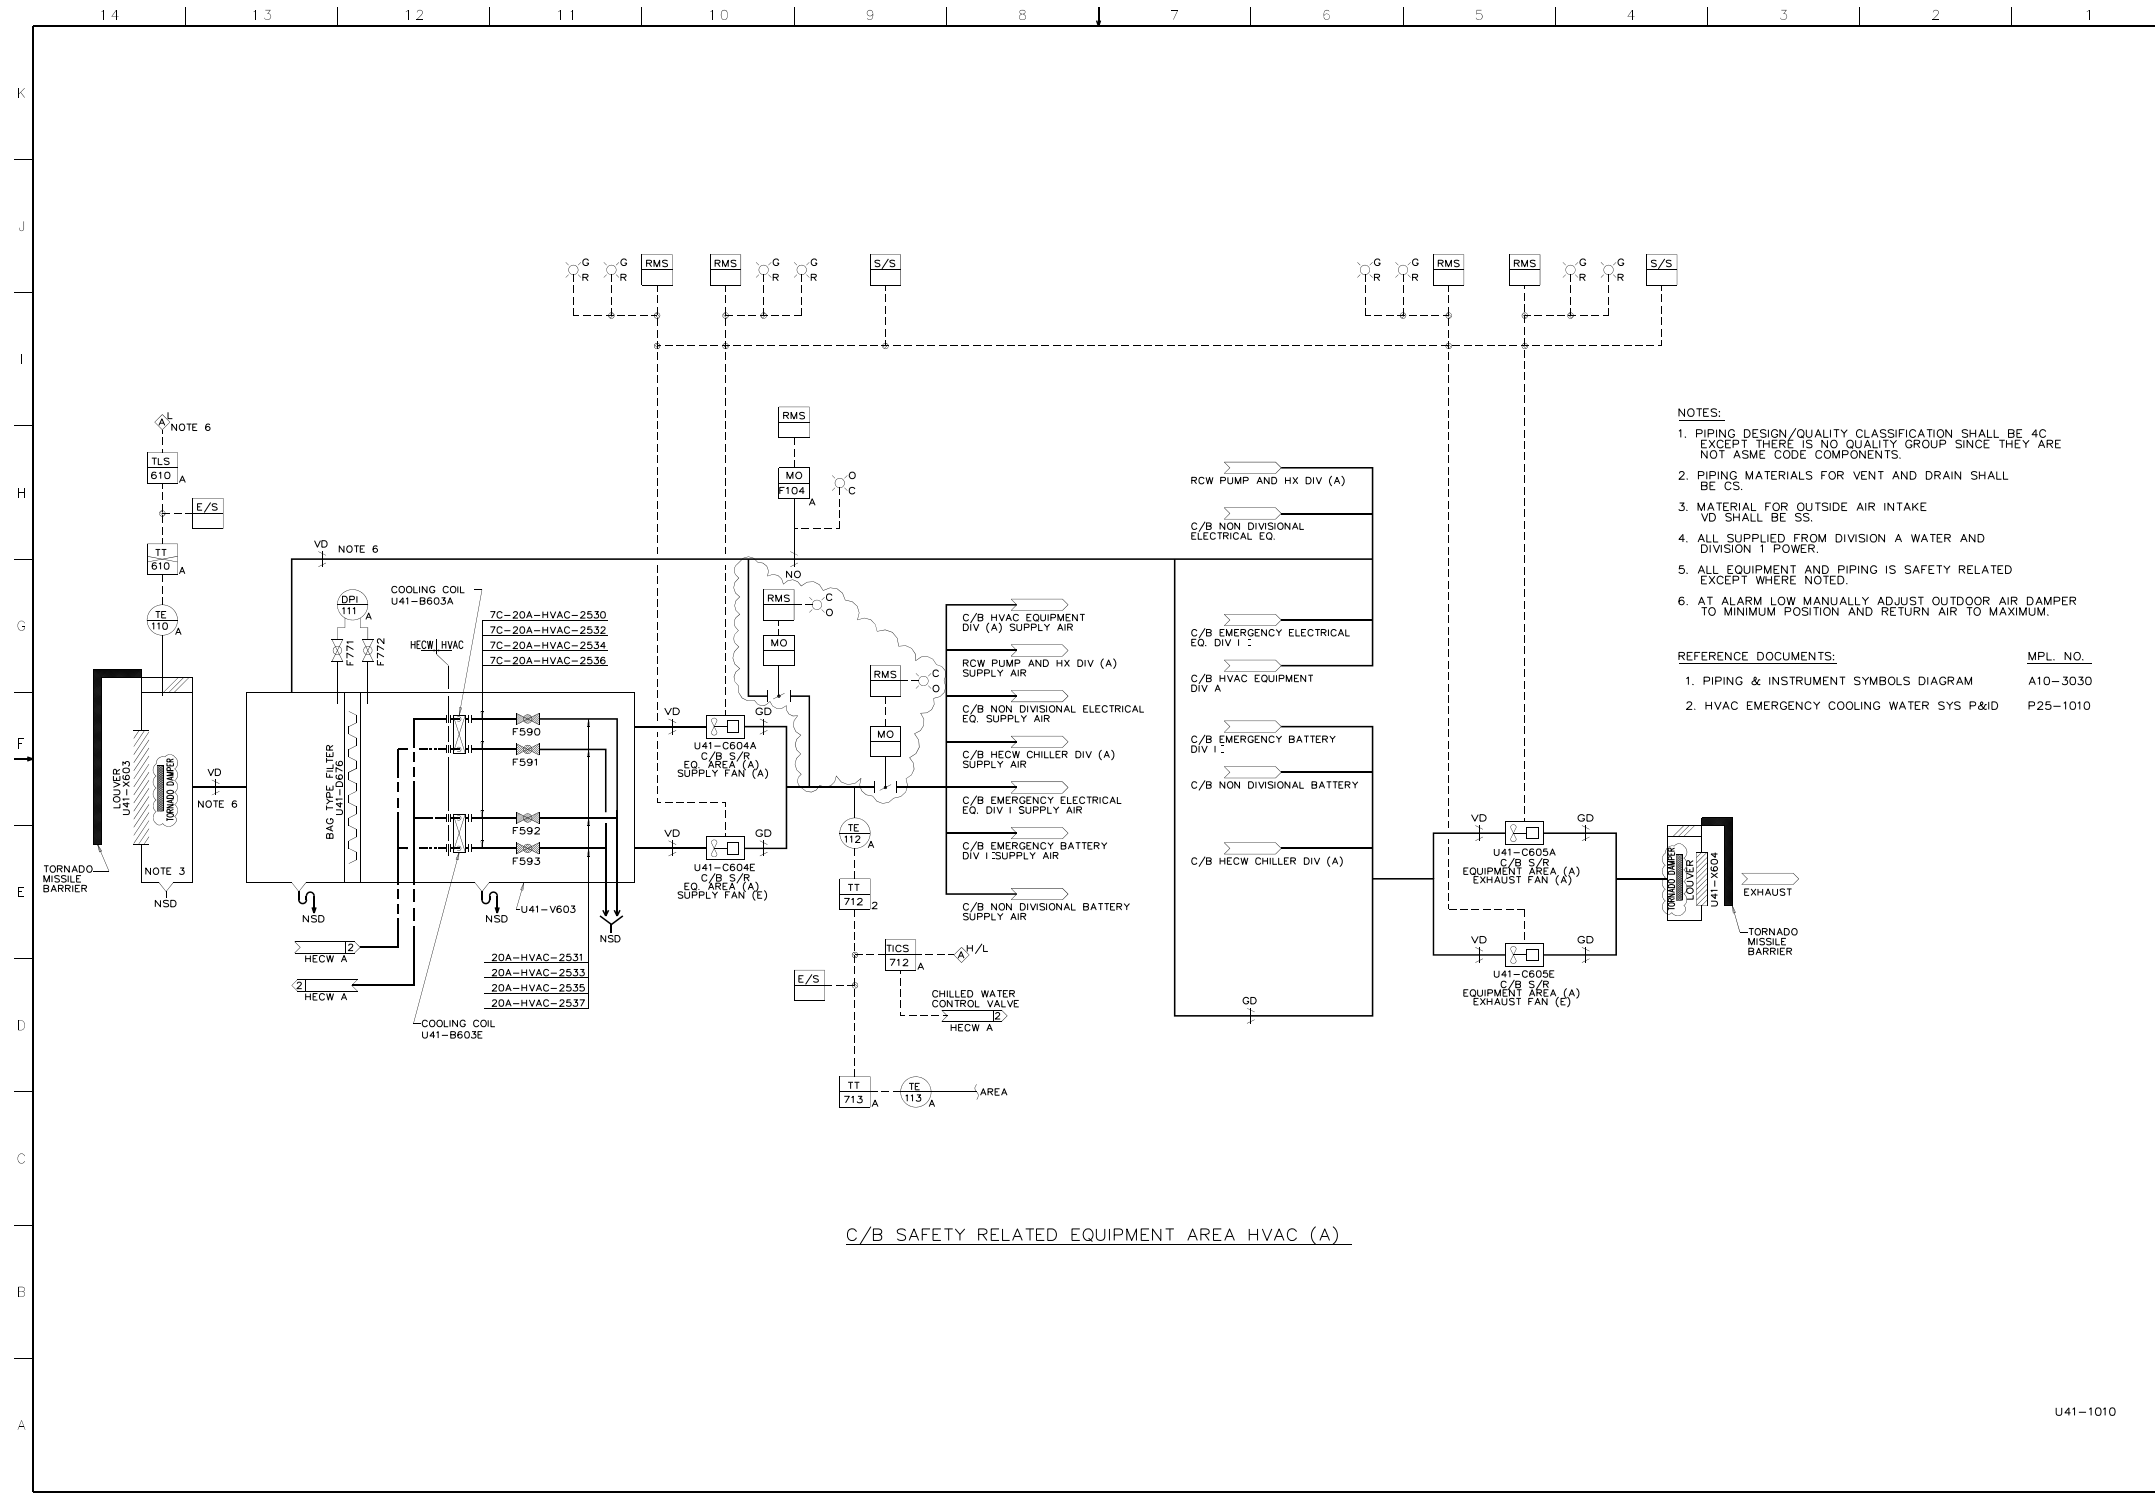 14 13 12 11 10 9 8 7 6 5 4 3 2 1
K
J
I
H
G
F
E
D
C
B
A
G
R
G
R
RMS
RMS
G
R
G
R
S/S
G
R
G
R
RMS
RMS
G
R
G
R
S/S
A
L
NOTE 6
TLS
610
A
E/S
TT
610
A
TE
110
A
LOUVER
U41-X603
TORNADO DAMPER
TORNADO
MISSILE
BARRIER
NOTE 3
NSD
VD
NOTE 6
VD
NOTE 6
DPI
111
A
F771
F772
COOLING COIL
U41-B603A
HECW
HVAC
7C-20A-HVAC-2530
7C-20A-HVAC-2532
7C-20A-HVAC-2534
7C-20A-HVAC-2536
BAG TYPE FILTER
U41-D676
F590
F591
F592
F593
NSD
NSD
U41-V603
NSD
2
HECW A
2
HECW A
20A-HVAC-2531
20A-HVAC-2533
20A-HVAC-2535
20A-HVAC-2537
COOLING COIL
U41-B603E
VD
GD
U41-C604A
C/B S/R
EQ. AREA (A)
SUPPLY FAN (A)
VD
GD
U41-C604E
C/B S/R
EQ. AREA (A)
SUPPLY FAN (E)
RMS
MO
F104
A
O
C
NO
RMS
C
O
MO
RMS
C
O
MO
TE
112
A
TT
712
2
TICS
712
A
A
H/L
E/S
CHILLED WATER
CONTROL VALVE
2
HECW A
TT
713
A
TE
113
A
AREA
C/B HVAC EQUIPMENT
DIV (A) SUPPLY AIR
RCW PUMP AND HX DIV (A)
SUPPLY AIR
C/B NON DIVISIONAL ELECTRICAL
EQ. SUPPLY AIR
C/B HECW CHILLER DIV (A)
SUPPLY AIR
C/B EMERGENCY ELECTRICAL
EQ. DIV I SUPPLY AIR
C/B EMERGENCY BATTERY
DIV I SUPPLY AIR
C/B NON DIVISIONAL BATTERY
SUPPLY AIR
RCW PUMP AND HX DIV (A)
C/B NON DIVISIONAL
ELECTRICAL EQ.
C/B EMERGENCY ELECTRICAL
EQ. DIV I
C/B HVAC EQUIPMENT
DIV A
C/B EMERGENCY BATTERY
DIV I
C/B NON DIVISIONAL BATTERY
C/B HECW CHILLER DIV (A)
GD
VD
GD
U41-C605A
C/B S/R
EQUIPMENT AREA (A)
EXHAUST FAN (A)
VD
GD
U41-C605E
C/B S/R
EQUIPMENT AREA (A)
EXHAUST FAN (E)
TORNADO DAMPER
LOUVER
U41-X604
EXHAUST
TORNADO
MISSILE
BARRIER
NOTES:
1. PIPING DESIGN/QUALITY CLASSIFICATION SHALL BE 4C
EXCEPT THERE IS NO QUALITY GROUP SINCE THEY ARE
NOT ASME CODE COMPONENTS.
2. PIPING MATERIALS FOR VENT AND DRAIN SHALL
BE CS.
3. MATERIAL FOR OUTSIDE AIR INTAKE
VD SHALL BE SS.
4. ALL SUPPLIED FROM DIVISION A WATER AND
DIVISION 1 POWER.
5. ALL EQUIPMENT AND PIPING IS SAFETY RELATED
EXCEPT WHERE NOTED.
6. AT ALARM LOW MANUALLY ADJUST OUTDOOR AIR DAMPER
TO MINIMUM POSITION AND RETURN AIR TO MAXIMUM.
REFERENCE DOCUMENTS: MPL. NO.
1. PIPING & INSTRUMENT SYMBOLS DIAGRAM A10-3030
2. HVAC EMERGENCY COOLING WATER SYS P&ID P25-1010
C/B SAFETY RELATED EQUIPMENT AREA HVAC (A)
U41-1010